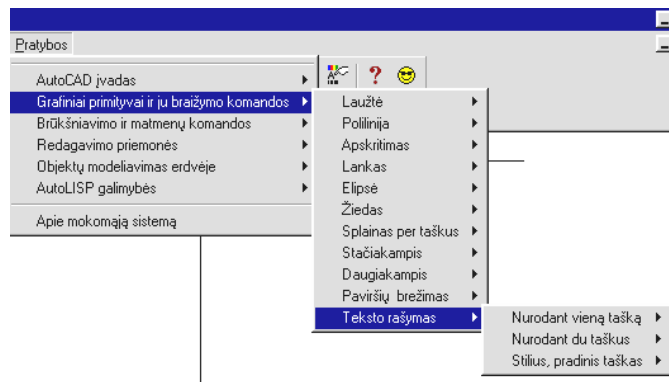 Pratybos
AutoCAD įvadas
Grafiniai primityvai ir ju braižymo komandos
Brūkšniavimo ir matmenų komandos
Redagavimo priemonės
Objektų modeliavimas erdvėje
AutoLISP galimybės
Apie mokomąją sistemą
Laužtė
Polilinija
Apskritimas
Lankas
Elipsė
Žiedas
Splainas per taškus
Stačiakampis
Daugiakampis
Paviršių brežimas
Teksto rašymas
Nurodant vieną tašką
Nurodant du taškus
Stilius, pradinis taškas